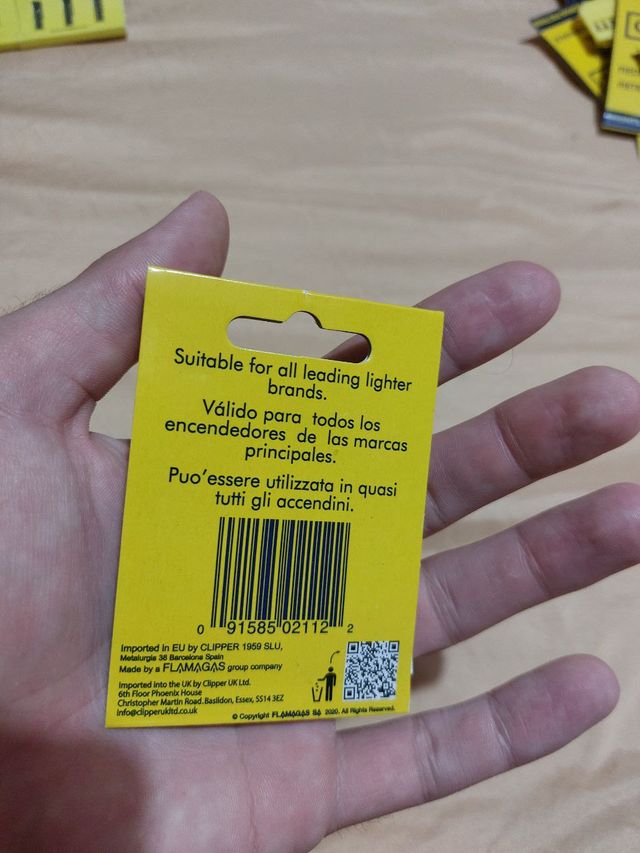 Suitable for all leading lighter
brands.
Válido para todos los
encendedores de las marcas
principales.
Puo'essere utilizzata in quasi
tutti gli accendini.
0 91585 02112 2
Imported in EU by CLIPPER 1959 SLU,
Metalurgia 38 Barcelona Spain
Made by a FLAMAGAS group company
Imported into the UK by Clipper UK Ltd.
6th Floor Phoenix House
Christopher Martin Road.Basildon, Essex, SS14 3EZ
info@clipperukltd.co.uk
© Copyright FLAMAGAS SA 2020. All Rights Reserved.